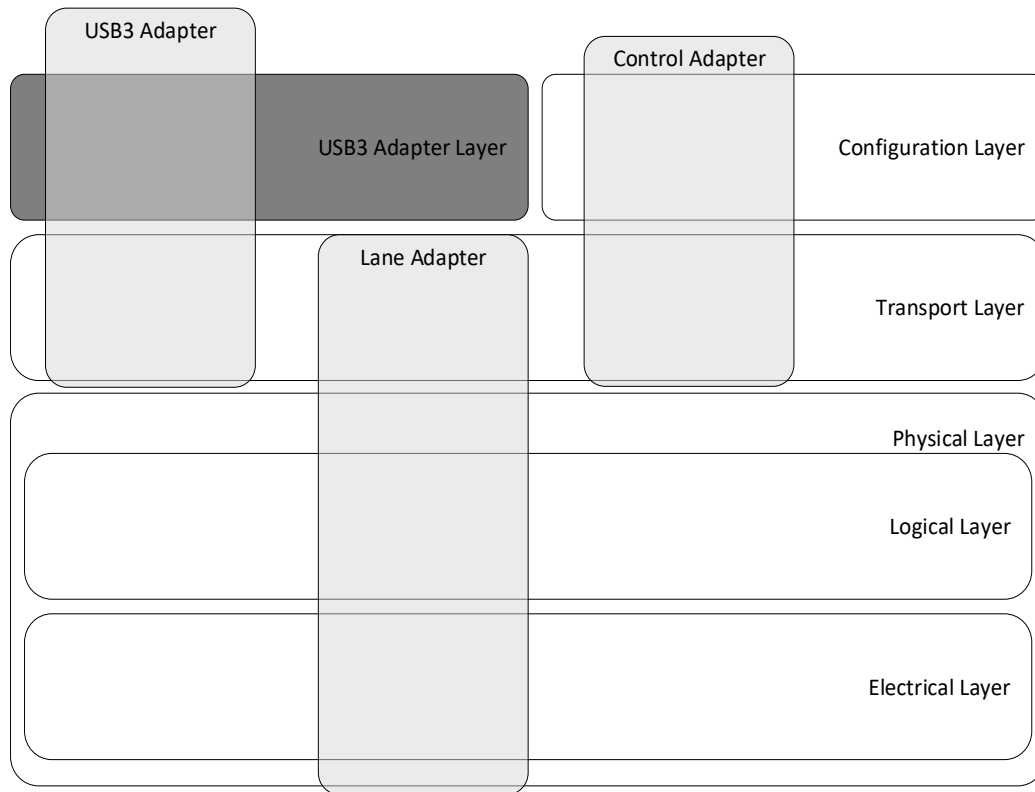 USB3 Adapter
Control Adapter
USB3 Adapter Layer
Configuration Layer
Lane Adapter
Transport Layer
Physical Layer
Logical Layer
Electrical Layer